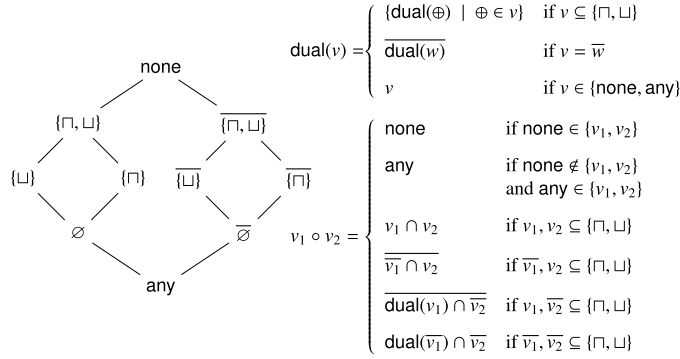 none
{⊓, ⊔} \overline{{⊓, ⊔}}
{⊔} {⊓} \overline{{⊔}} \overline{{⊓}}
∅ \overline{∅}
any
dual(v) = {
{dual(⊕) | ⊕ ∈ v} if v ⊆ {⊓, ⊔}
\overline{dual(w)} if v = \overline{w}
v if v ∈ {none, any}
v₁ ∘ v₂ = {
none if none ∈ {v₁, v₂}
any if none ∉ {v₁, v₂}
and any ∈ {v₁, v₂}
v₁ ∩ v₂ if v₁, v₂ ⊆ {⊓, ⊔}
\overline{\overline{v₁} ∩ v₂} if \overline{v₁}, v₂ ⊆ {⊓, ⊔}
\overline{dual(v₁) ∩ \overline{v₂}} if v₁, \overline{v₂} ⊆ {⊓, ⊔}
dual(\overline{v₁}) ∩ \overline{v₂} if \overline{v₁}, \overline{v₂} ⊆ {⊓, ⊔}